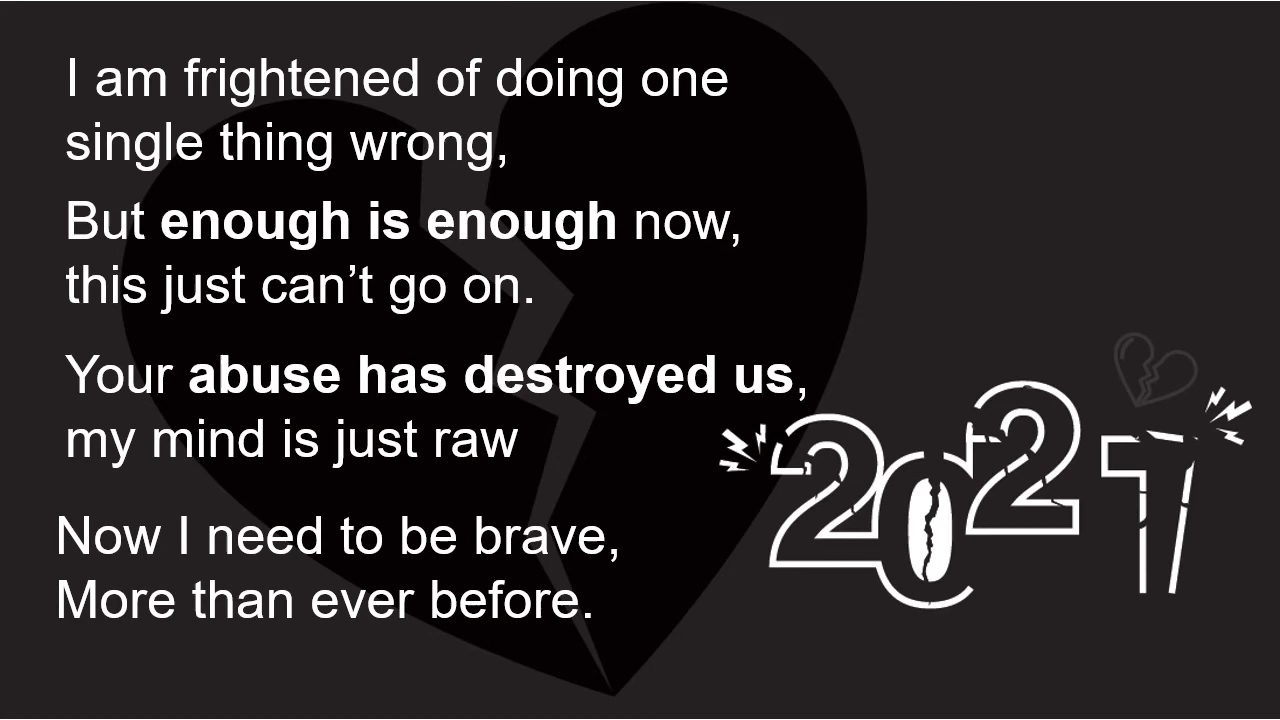 I am frightened of doing one
single thing wrong,
But enough is enough now,
this just can’t go on.
Your abuse has destroyed us,
my mind is just raw
Now I need to be brave,
More than ever before.
2021